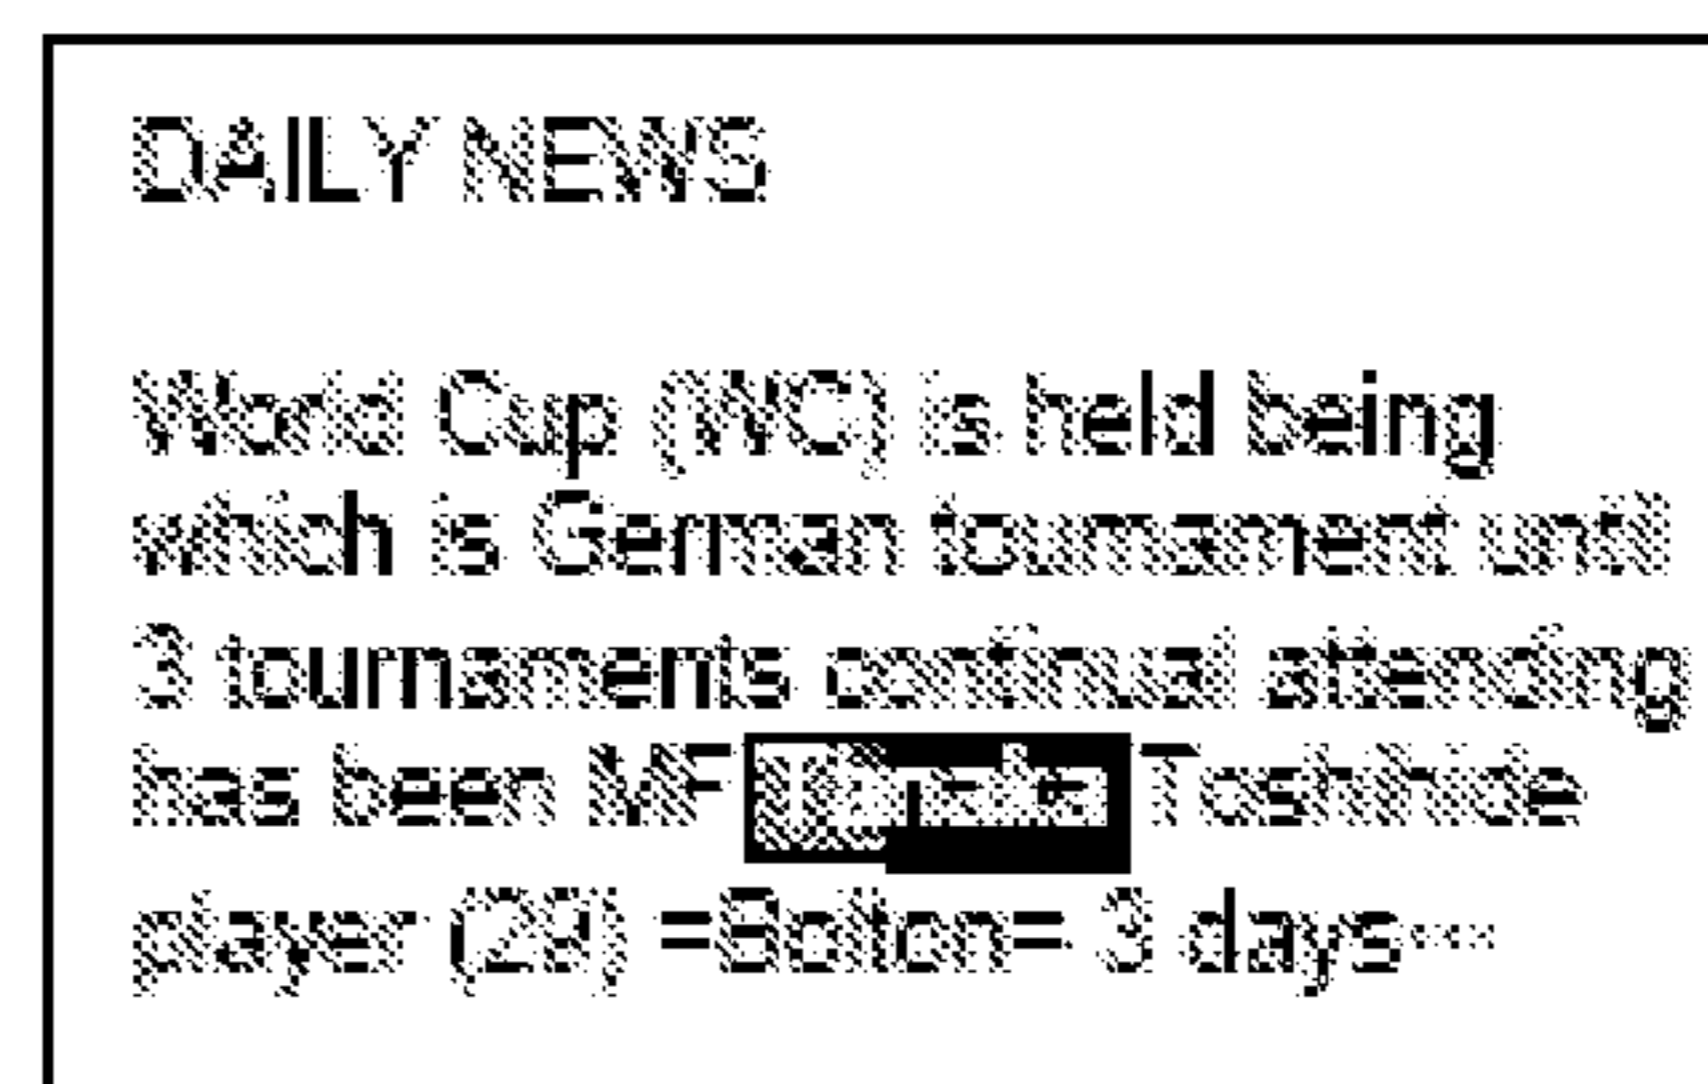 DAILY NEWS
World Cup (WC) is held being
which is German tournament until
3 tournaments continual attending
has been MF Toshihide
player (29) =Bolton= 3 days…